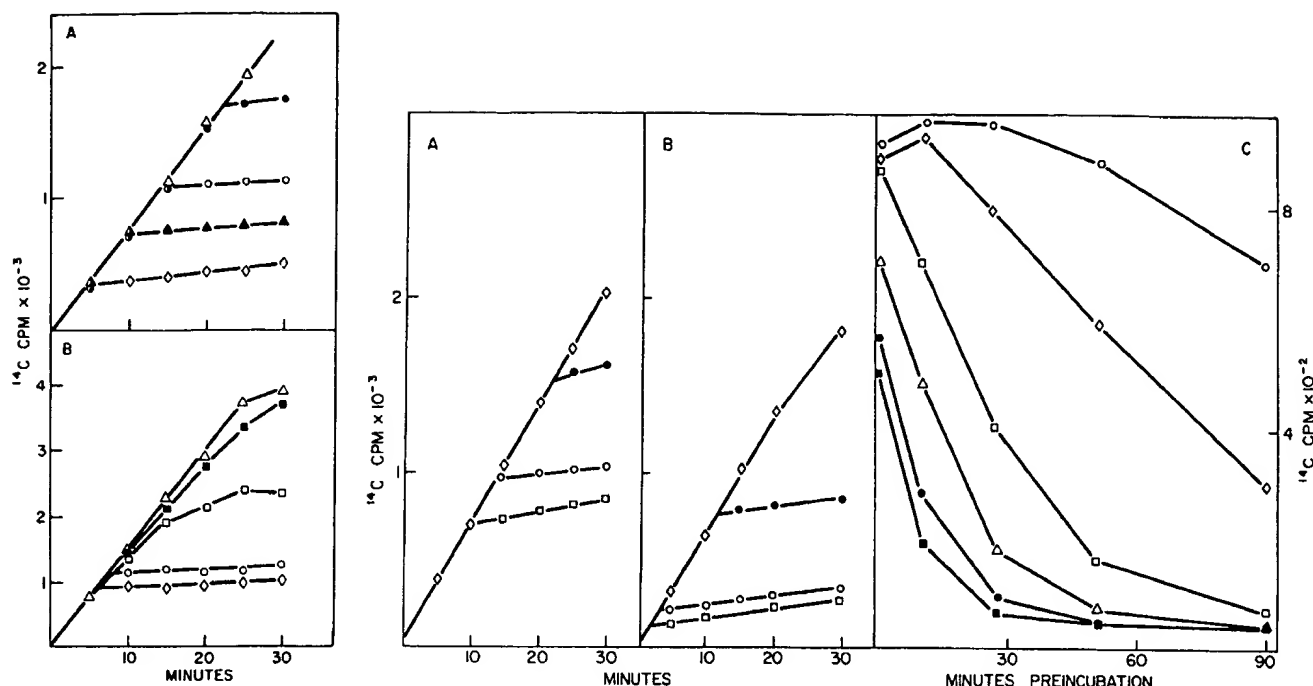 A
2
1
B
4
3
2
1
¹⁴C CPM x 10⁻³
10 20 30
MINUTES
A
2
1
¹⁴C CPM x 10⁻³
10 20 30
MINUTES
B
10 20 30
C
8
4
¹⁴C CPM x 10⁻²
30 60 90
MINUTES PREINCUBATION